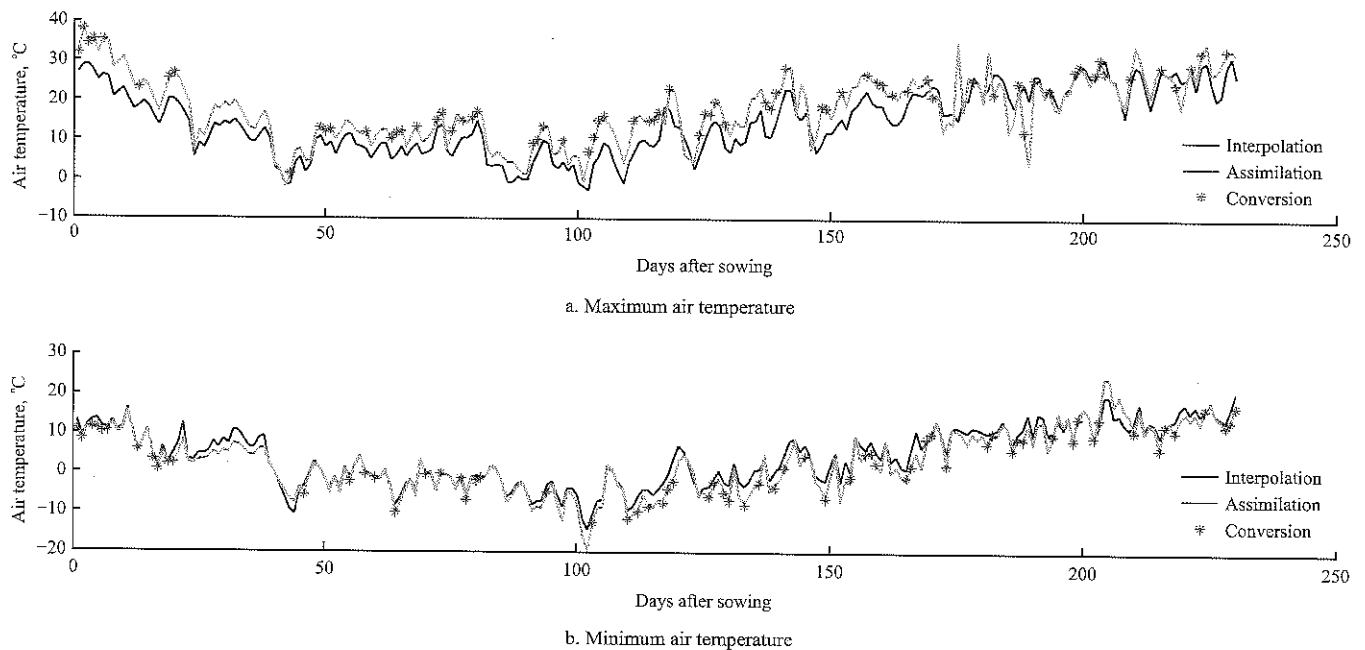 40
30
20
10
0
−10
Air temperature, °C
Interpolation
Assimilation
Conversion
0
50
100
150
200
250
Days after sowing
a. Maximum air temperature
30
20
10
0
−10
−20
Air temperature, °C
Interpolation
Assimilation
Conversion
0
50
100
150
200
250
Days after sowing
b. Minimum air temperature